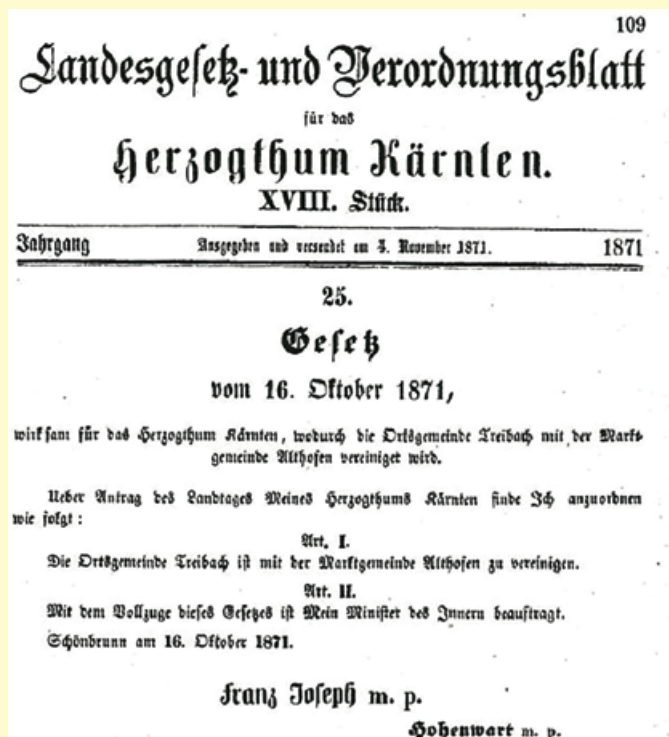 109
Landesgesetz- und Verordnungsblatt
für das
Herzogthum Kärnten.
XVIII. Stück.
Jahrgang Ausgegeben und versendet am 3. November 1871. 1871
25.
Gesetz
vom 16. Oktober 1871,
wirksam für das Herzogthum Kärnten, wodurch die Ortsgemeinde Treibach mit der Markt-
gemeinde Althofen vereiniget wird.
Ueber Antrag des Landtages Meines Herzogthums Kärnten finde Ich anzuordnen
wie folgt:
Art. I.
Die Ortsgemeinde Treibach ist mit der Marktgemeinde Althofen zu vereinigen.
Art. II.
Mit dem Vollzuge dieses Gesetzes ist Mein Minister des Innern beauftragt.
Schönbrunn am 16. Oktober 1871.
Franz Joseph m. p.
Hohenwart m. p.